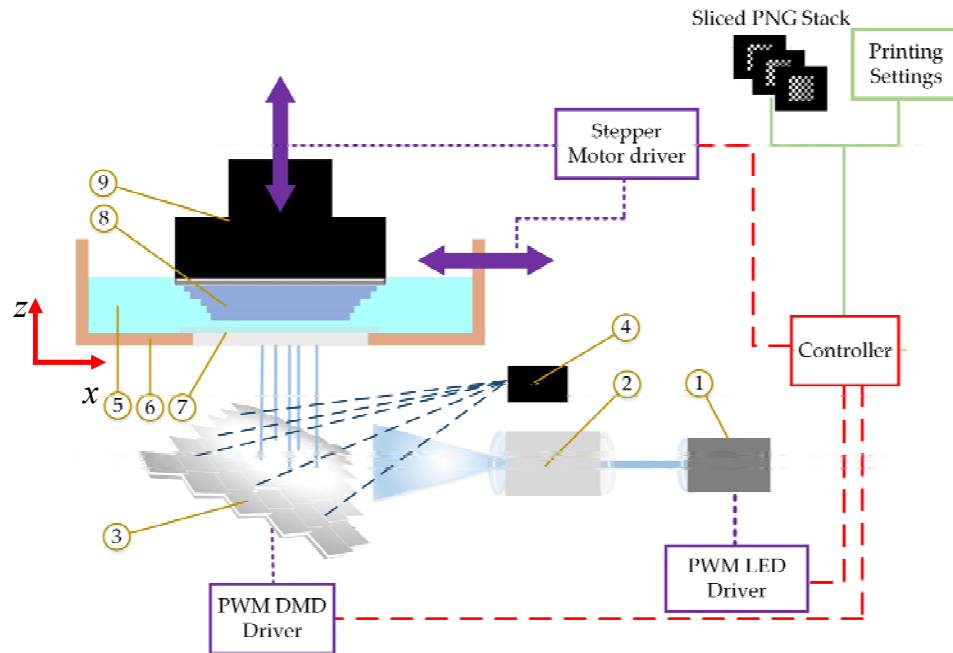 Sliced PNG Stack
Printing
Settings
Stepper
Motor driver
9
8
z
4
Controller
x
5
6
7
2
1
3
PWM LED
Driver
PWM DMD
Driver